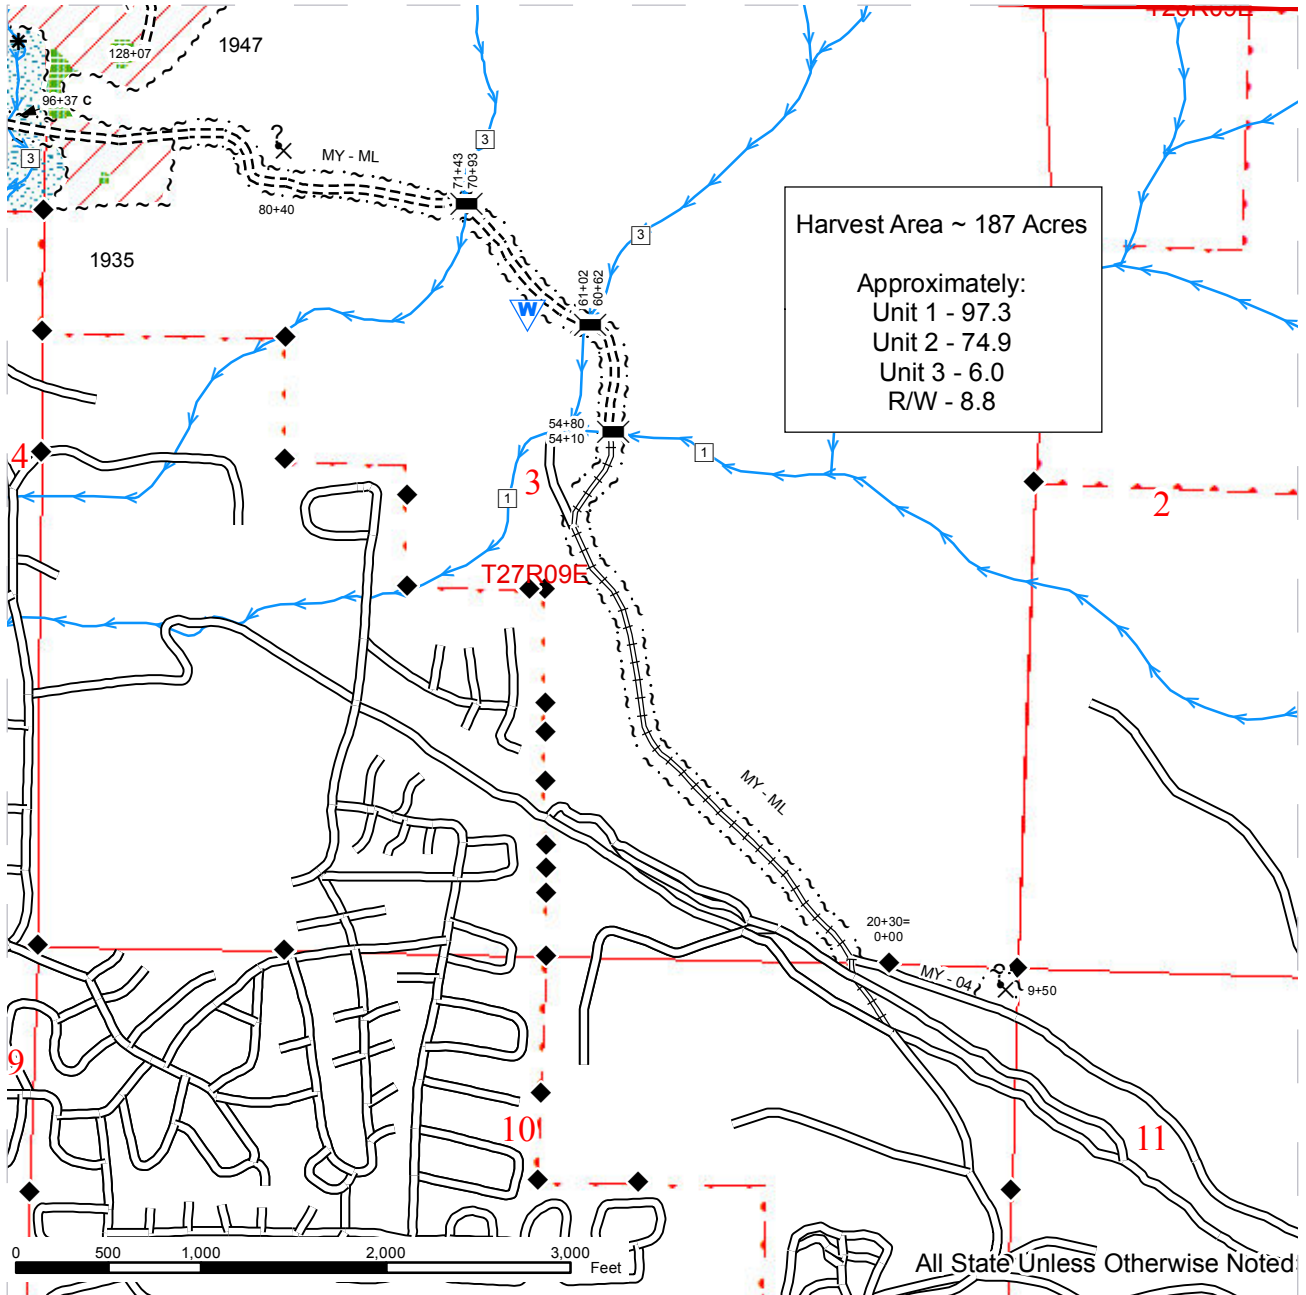 T28R09E
1947
128+07
96+37 C
3
3
?
MY - ML
71+43
70+93
80+40
Harvest Area ~ 187 Acres
Approximately:
Unit 1 - 97.3
Unit 2 - 74.9
Unit 3 - 6.0
R/W - 8.8
3
1935
61+02
60+62
W
54+80
54+10
4
3
1
1
2
T27R09E
MY - ML
20+30=
0+00
MY - 04
?
9+50
9
10
11
0 500 1,000 2,000 3,000
Feet
All State Unless Otherwise Noted